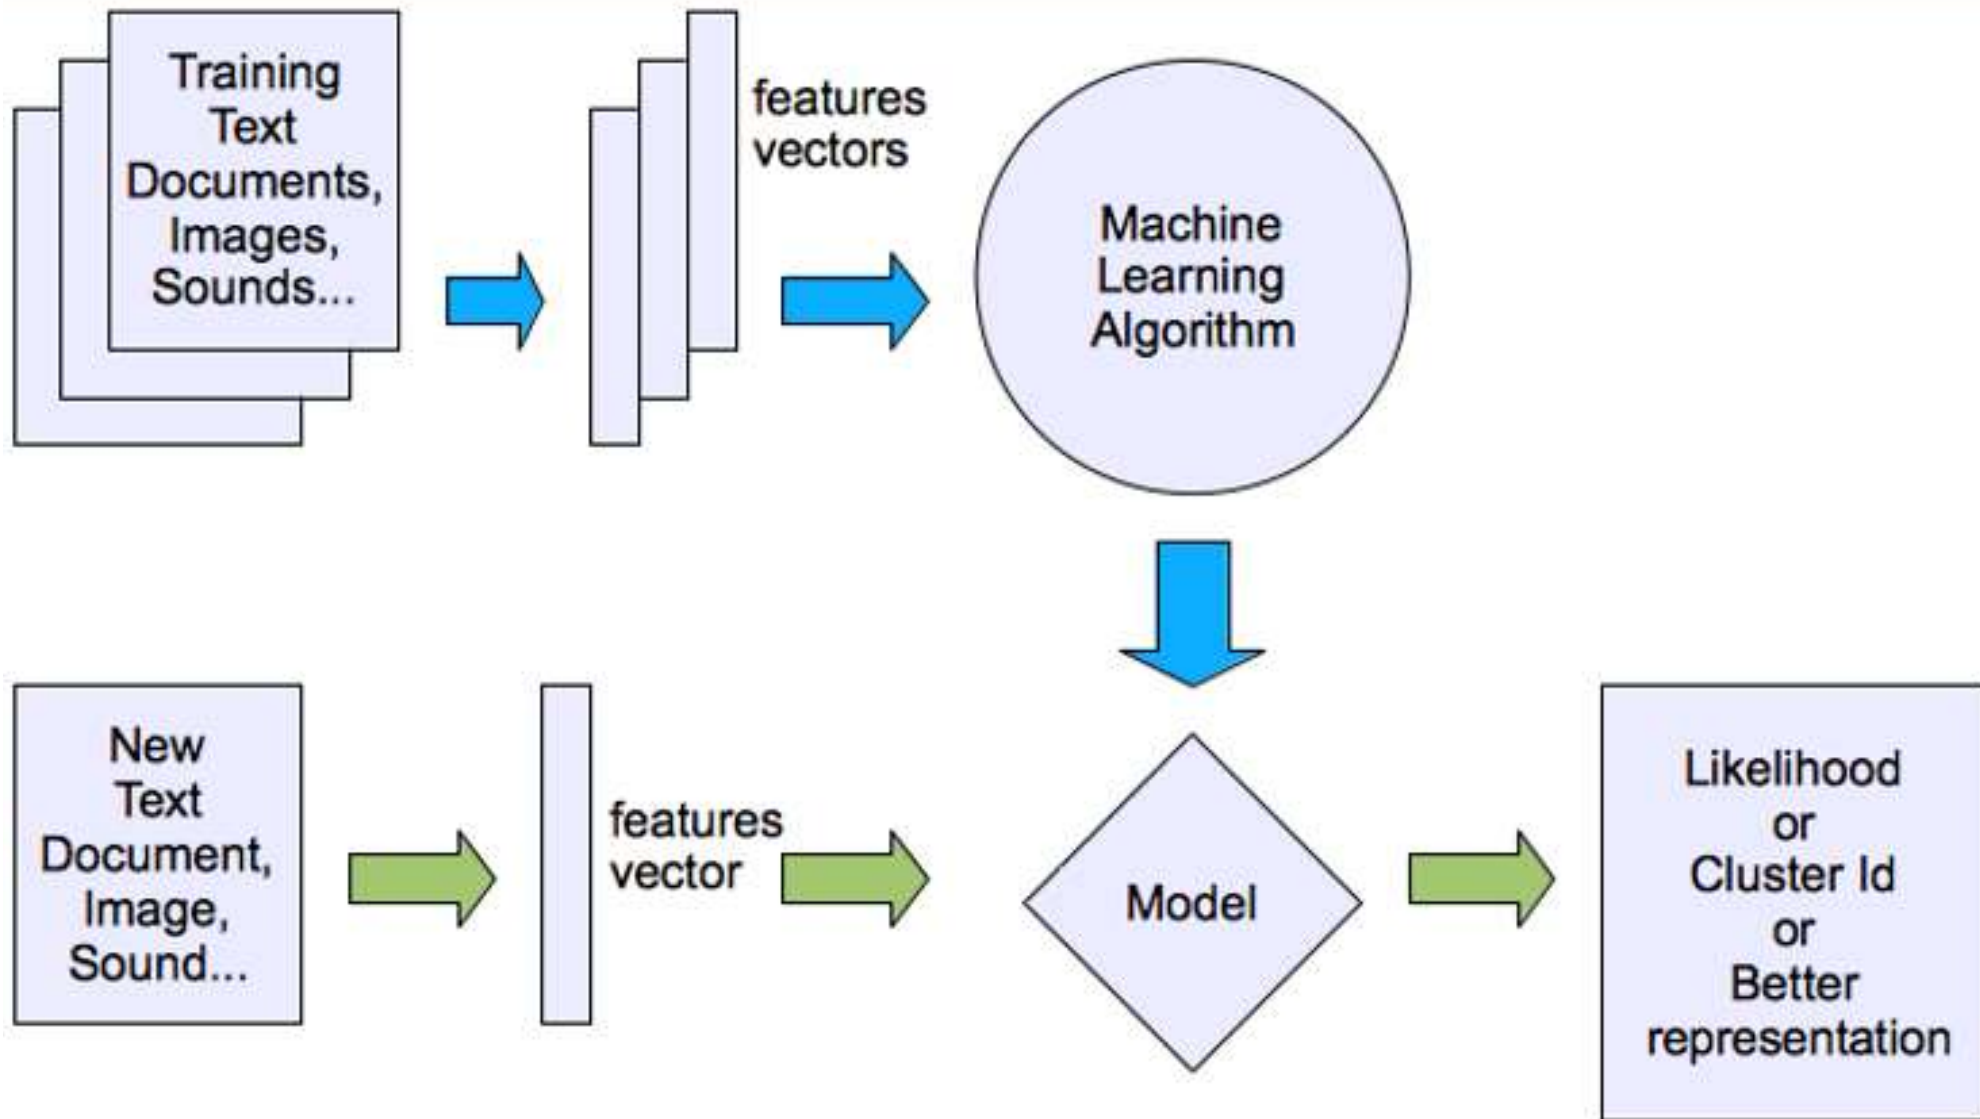 Training
Text
Documents,
Images,
Sounds...
features
vectors
Machine
Learning
Algorithm
New
Text
Document,
Image,
Sound...
features
vector
Model
Likelihood
or
Cluster Id
or
Better
representation